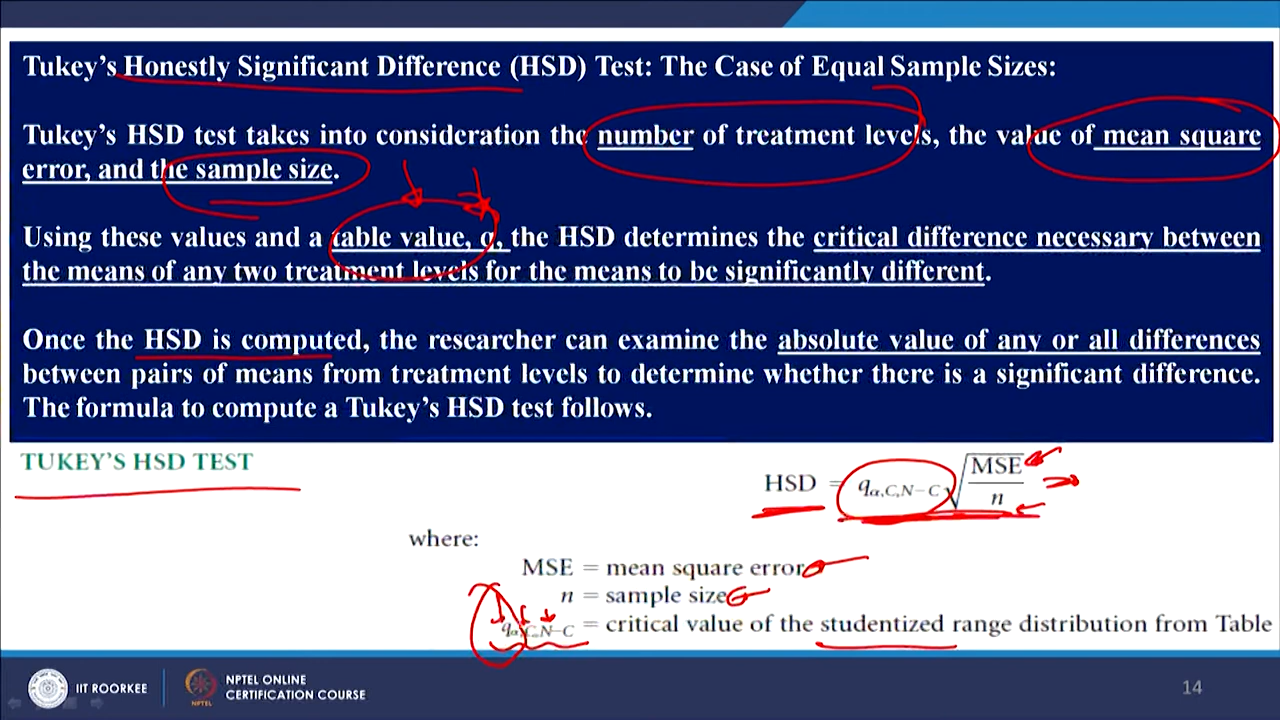 Tukey's Honestly Significant Difference (HSD) Test: The Case of Equal Sample Sizes:
Tukey's HSD test takes into consideration the number of treatment levels, the value of mean square
error, and the sample size.
Using these values and a table value, q, the HSD determines the critical difference necessary between
the means of any two treatment levels for the means to be significantly different.
Once the HSD is computed, the researcher can examine the absolute value of any or all differences
between pairs of means from treatment levels to determine whether there is a significant difference.
The formula to compute a Tukey's HSD test follows.
TUKEY'S HSD TEST
HSD = qα,C,N−C √(MSE/n)
where:
MSE = mean square error
n = sample size
qα,C,N−C = critical value of the studentized range distribution from Table
IIT ROORKEE
NPTEL ONLINE
CERTIFICATION COURSE
NPTEL
14